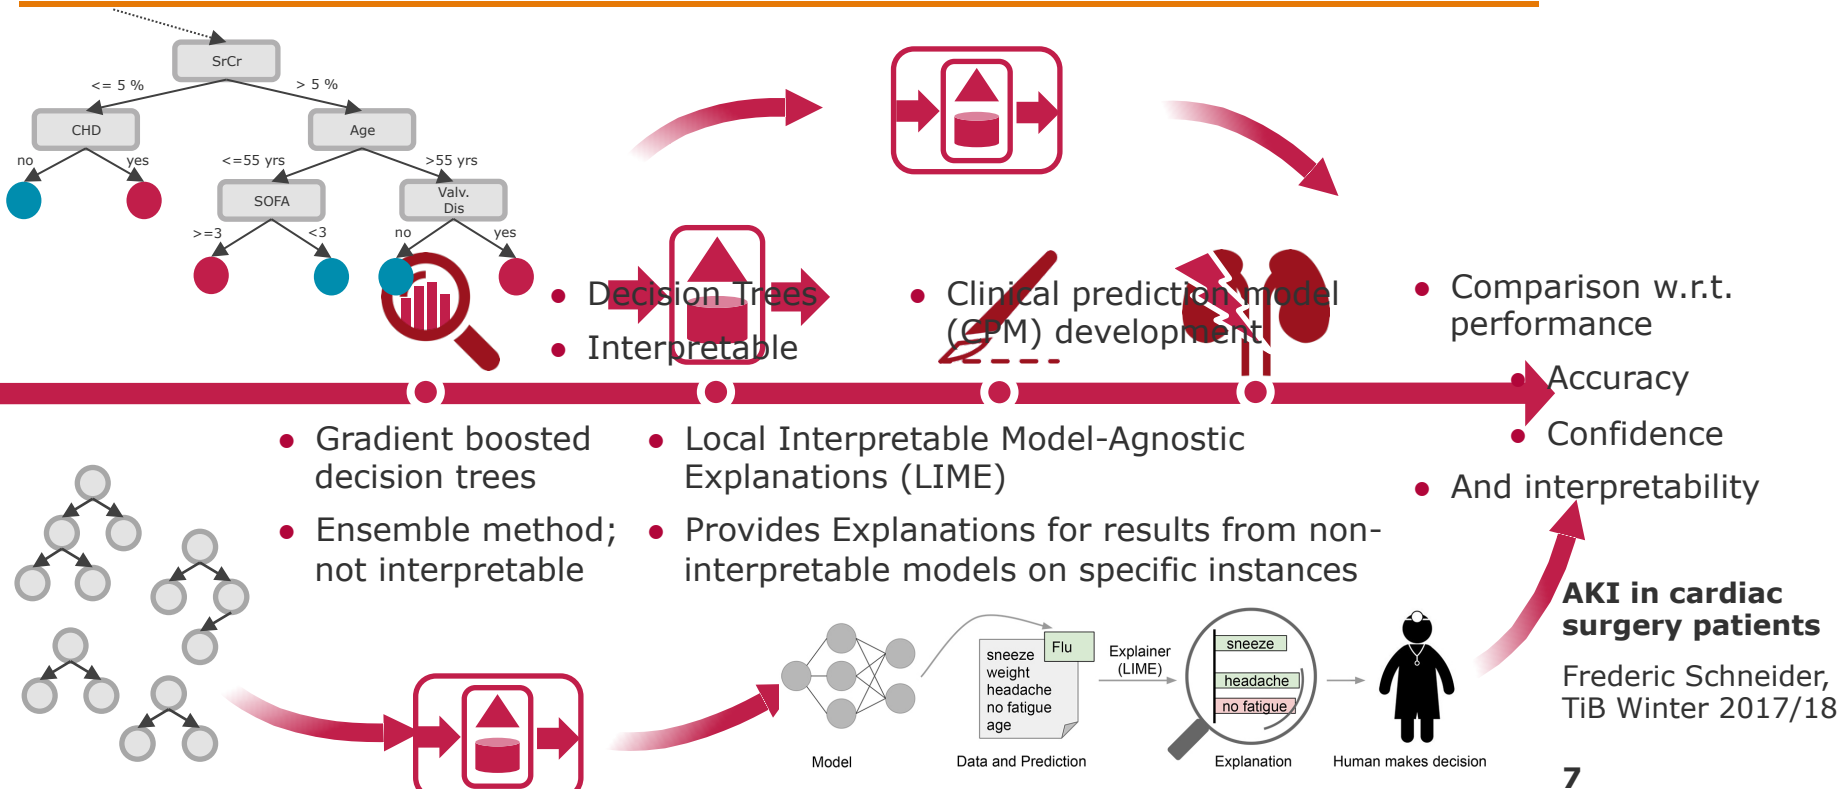 SrCr
<= 5 %
> 5 %
CHD
Age
no
yes
<=55 yrs
>55 yrs
SOFA
Valv.
Dis
>=3
<3
no
yes
• Decision Trees
• Interpretable
• Clinical prediction model
(CPM) development
• Comparison w.r.t.
performance
• Accuracy
• Confidence
• And interpretability
• Gradient boosted
decision trees
• Ensemble method;
not interpretable
• Local Interpretable Model-Agnostic
Explanations (LIME)
• Provides Explanations for results from non-
interpretable models on specific instances
Flu
sneeze
weight
headache
no fatigue
age
Explainer
(LIME)
sneeze
headache
no fatigue
Model
Data and Prediction
Explanation
Human makes decision
AKI in cardiac
surgery patients
Frederic Schneider,
TiB Winter 2017/18
7